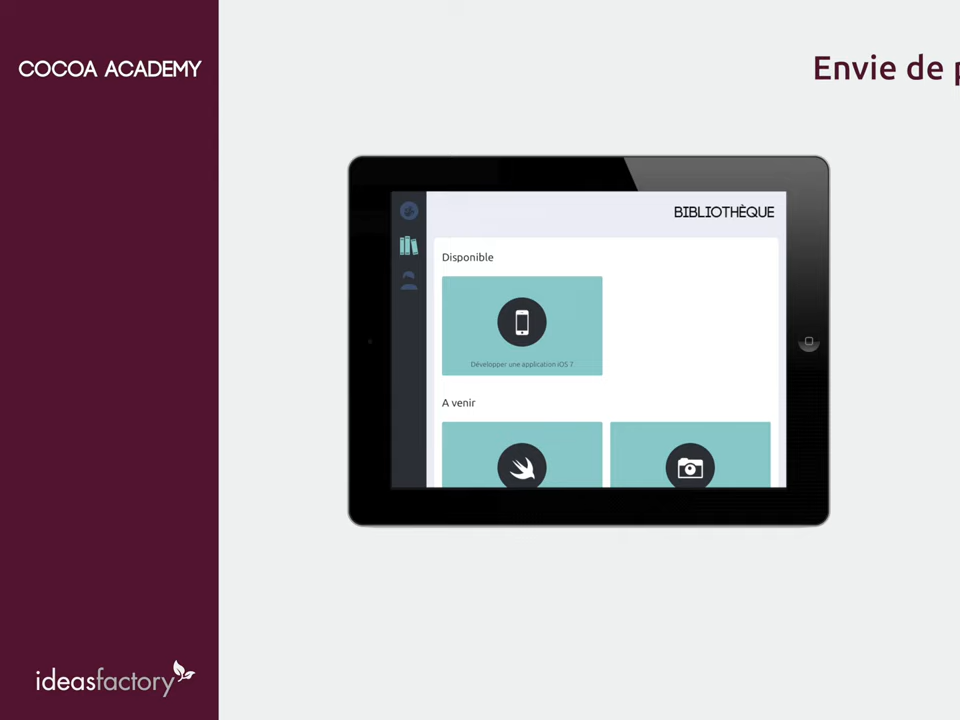 COCOA ACADEMY
Envie de
BIBLIOTHÈQUE
Disponible
Développer une application iOS 7
A venir
ideasfactory